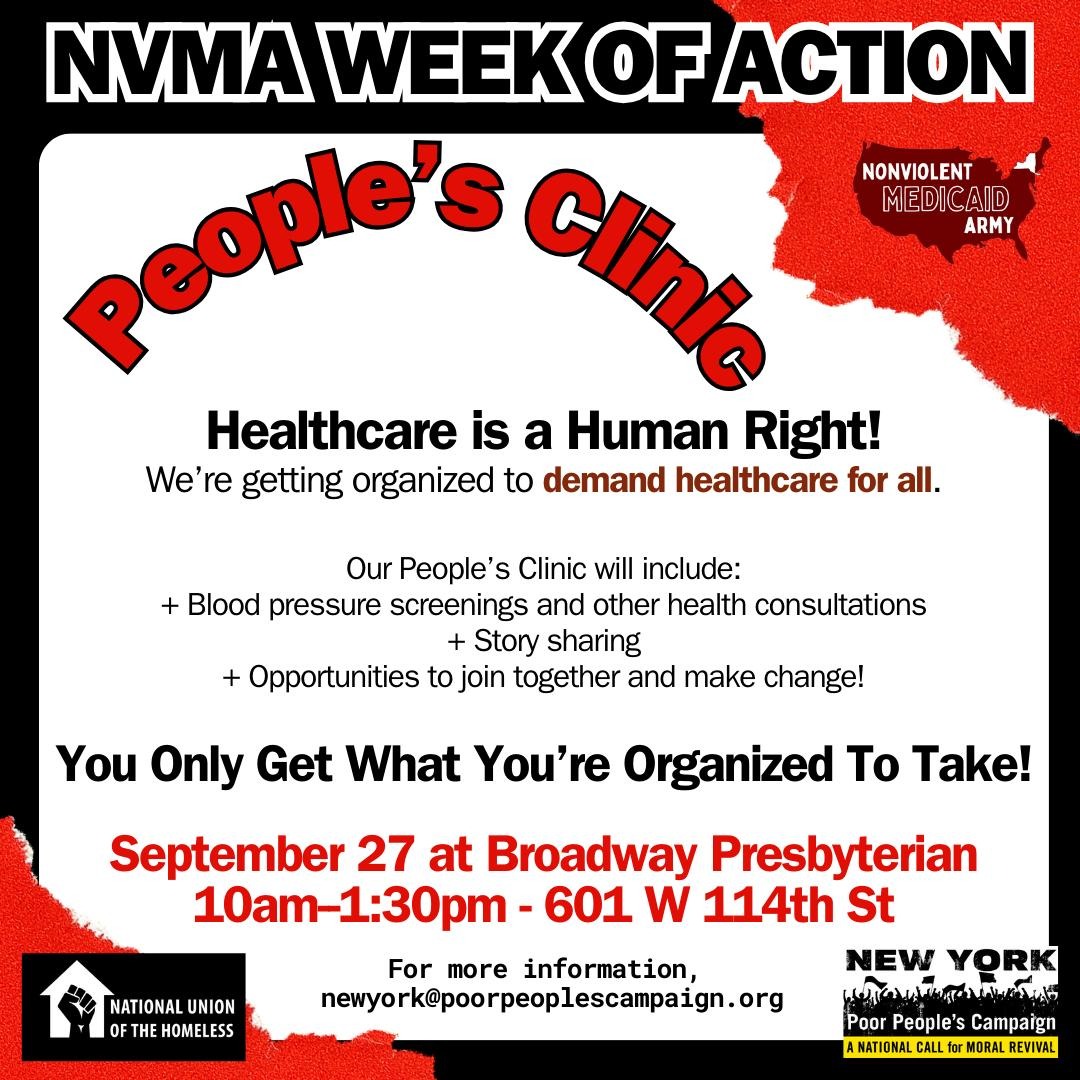 NVMA WEEK OF ACTION
NONVIOLENT
MEDICAID
ARMY
People’s Clinic
Healthcare is a Human Right!
We’re getting organized to demand healthcare for all.
Our People’s Clinic will include:
+ Blood pressure screenings and other health consultations
+ Story sharing
+ Opportunities to join together and make change!
You Only Get What You’re Organized To Take!
September 27 at Broadway Presbyterian
10am–1:30pm - 601 W 114th St
For more information,
newyork@poorpeoplescampaign.org
NATIONAL UNION
OF THE HOMELESS
NEW YORK
Poor People’s Campaign
A NATIONAL CALL for MORAL REVIVAL